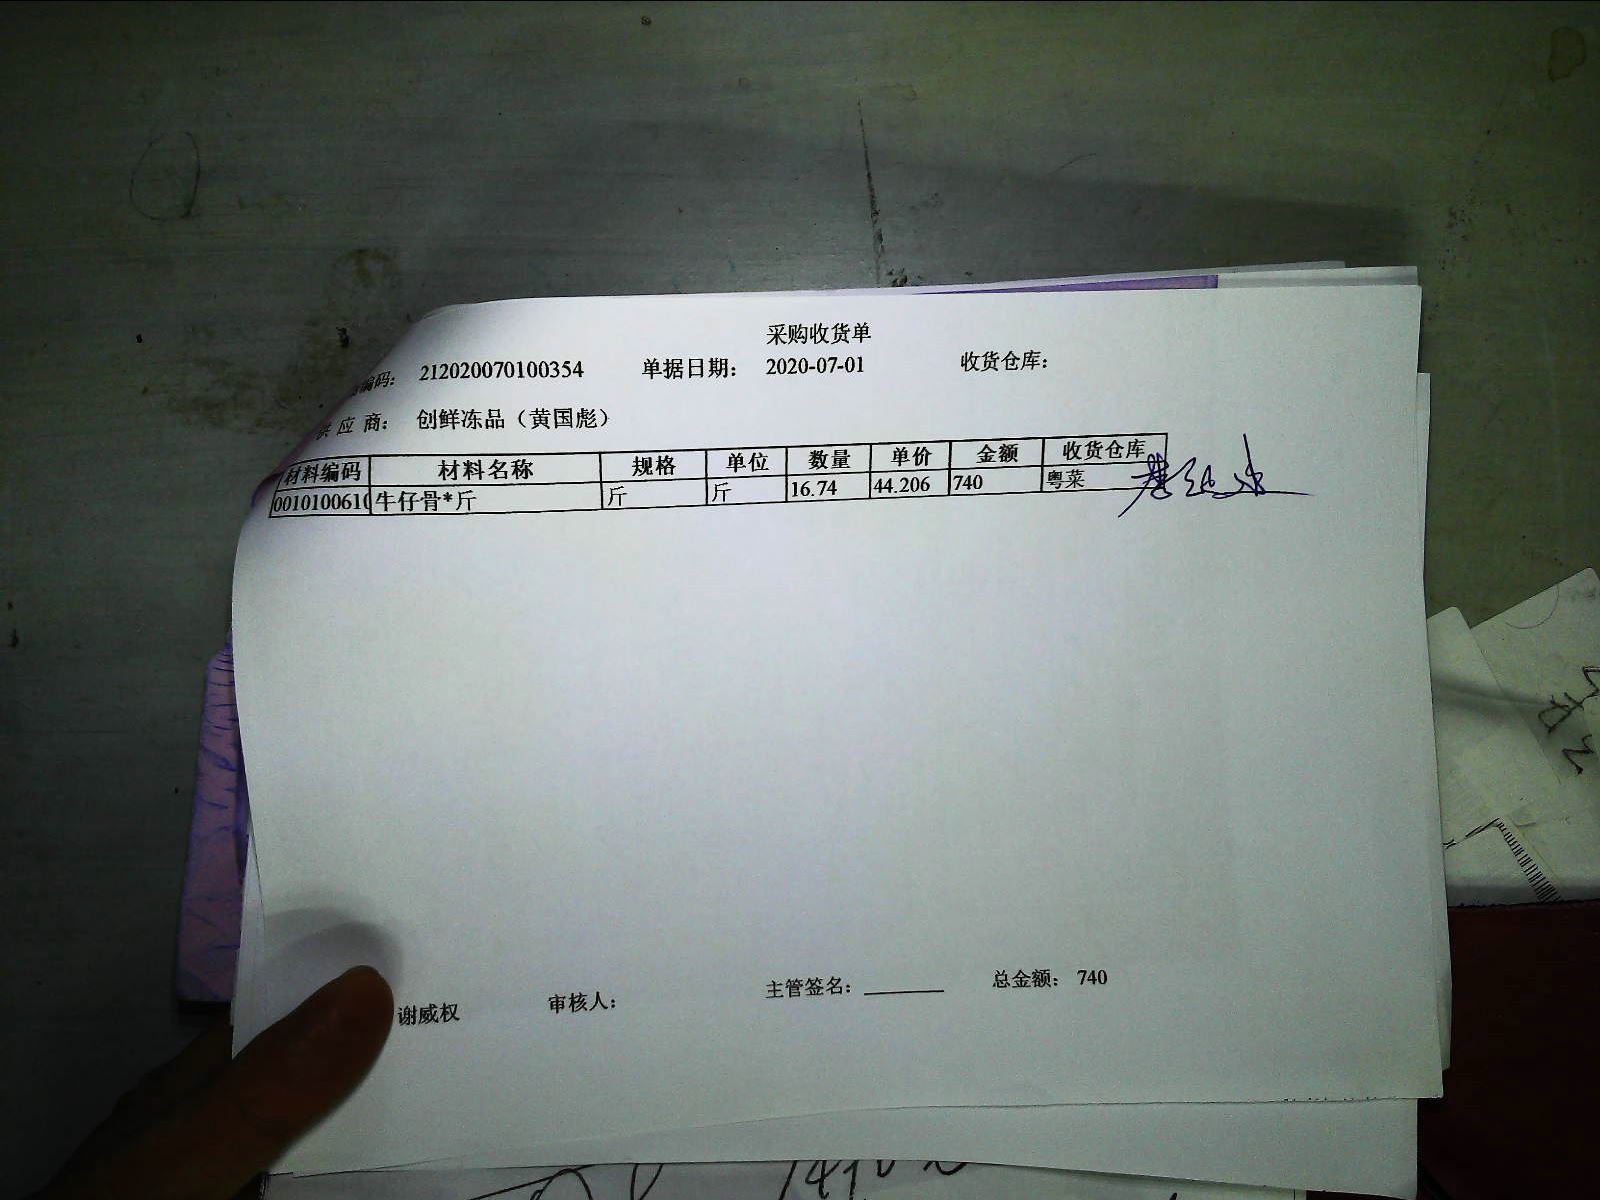 采购收货单
编码： 212020070100354 单据日期： 2020-07-01 收货仓库：
供 应 商： 创鲜冻品（黄国彪）
材料编码 材料名称 规格 单位 数量 单价 金额 收货仓库
0010100610 牛仔骨*斤 斤 斤 16.74 44.206 740 粤菜
谢威权 审核人： 主管签名：________ 总金额： 740